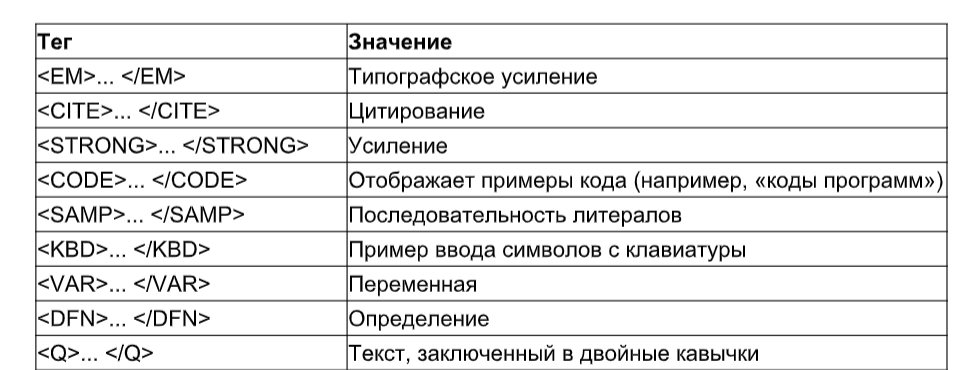 Тег Значение
<EM>... </EM> Типографское усиление
<CITE>... </CITE> Цитирование
<STRONG>... </STRONG> Усиление
<CODE>... </CODE> Отображает примеры кода (например, «коды программ»)
<SAMP>... </SAMP> Последовательность литералов
<KBD>... </KBD> Пример ввода символов с клавиатуры
<VAR>... </VAR> Переменная
<DFN>... </DFN> Определение
<Q>... </Q> Текст, заключенный в двойные кавычки